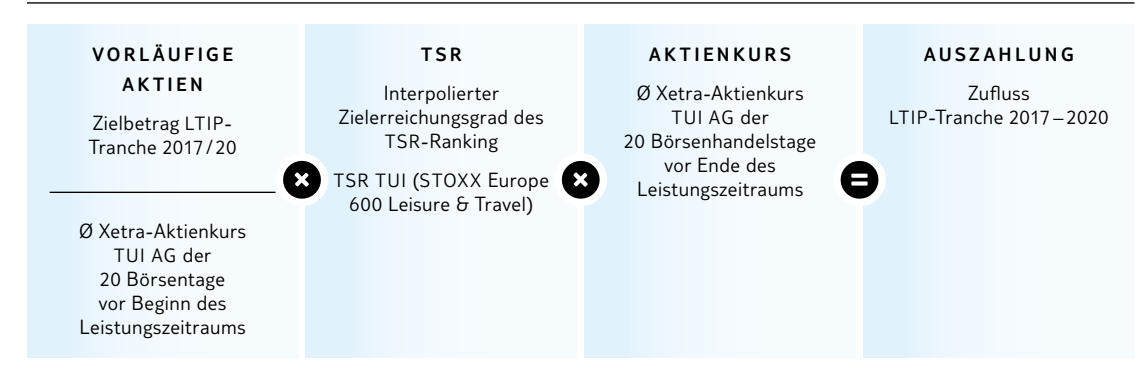 VORLÄUFIGE
AKTIEN
Zielbetrag LTIP-
Tranche 2017/20
Ø Xetra-Aktienkurs
TUI AG der
20 Börsentage
vor Beginn des
Leistungszeitraums
×
TSR
Interpolierter
Zielerreichungsgrad des
TSR-Ranking
TSR TUI (STOXX Europe
600 Leisure & Travel)
×
AKTIENKURS
Ø Xetra-Aktienkurs
TUI AG der
20 Börsenhandelstage
vor Ende des
Leistungszeitraums
=
AUSZAHLUNG
Zufluss
LTIP-Tranche 2017–2020